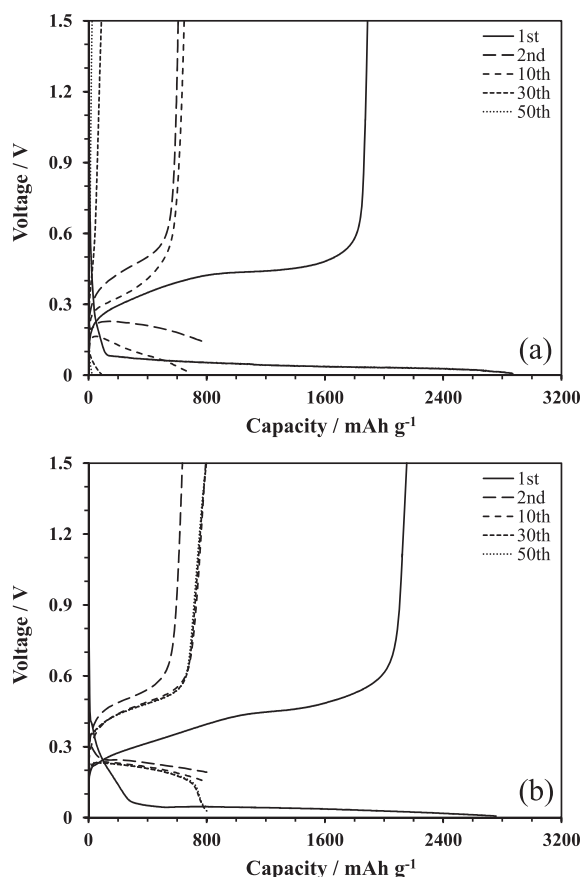 1.5
1.2
0.9
0.6
0.3
0
Voltage / V
1st
2nd
10th
30th
50th
(a)
0 800 1600 2400 3200
Capacity / mAh g-1
1.5
1.2
0.9
0.6
0.3
0
Voltage / V
1st
2nd
10th
30th
50th
(b)
0 800 1600 2400 3200
Capacity / mAh g-1